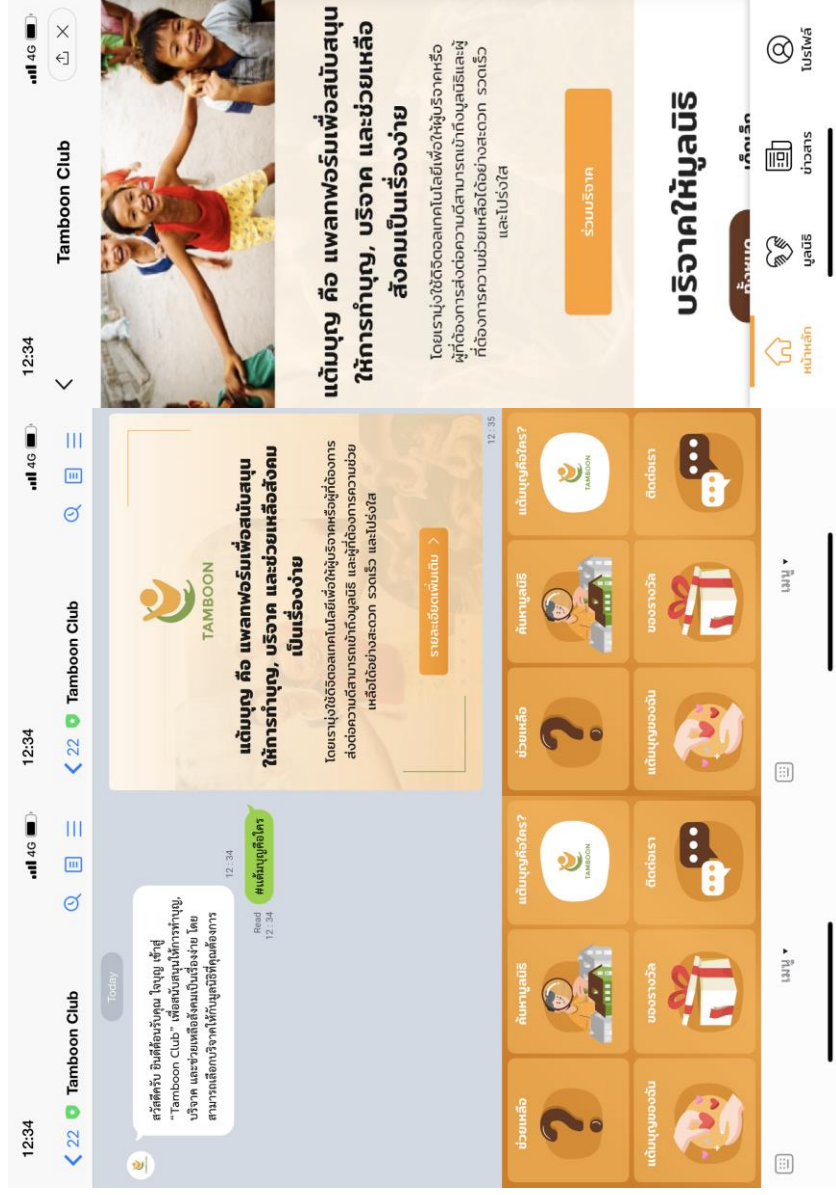 12:34
4G
22 Tamboon Club
Today
สวัสดีครับ ยินดีต้อนรับคุณ ใจบุญ เข้าสู่
“Tamboon Club” เพื่อสนับสนุนให้การทำบุญ,
บริจาค และช่วยเหลือสังคมเป็นเรื่องง่าย โดย
สามารถเลือกบริจาคให้กับมูลนิธิที่คุณต้องการ
12:34
Read
12:34
#แต้มบุญคือใคร
ช่วยเหลือ
ค้นหามูลนิธิ
แต้มบุญคือใคร?
TAMBOON
แต้มบุญของฉัน
ของรางวัล
ติดต่อเรา
เมนู
12:34
4G
22 Tamboon Club
TAMBOON
แต้มบุญ คือ แพลทฟอร์มเพื่อสนับสนุน
ให้การทำบุญ, บริจาค และช่วยเหลือสังคม
เป็นเรื่องง่าย
โดยเรามุ่งใช้ดิจิตอลเทคโนโลยีเพื่อให้ผู้บริจาคหรือผู้ที่ต้องการ
ส่งต่อความดีสามารถเข้าถึงมูลนิธิ และผู้ที่ต้องการความช่วย
เหลือได้อย่างสะดวก รวดเร็ว และโปร่งใส
รายละเอียดเพิ่มเติม >
12:35
ช่วยเหลือ
ค้นหามูลนิธิ
แต้มบุญคือใคร?
TAMBOON
แต้มบุญของฉัน
ของรางวัล
ติดต่อเรา
เมนู
12:34
4G
Tamboon Club
แต้มบุญ คือ แพลทฟอร์มเพื่อสนับสนุน
ให้การทำบุญ, บริจาค และช่วยเหลือ
สังคมเป็นเรื่องง่าย
โดยเรามุ่งใช้ดิจิตอลเทคโนโลยีเพื่อให้ผู้บริจาคหรือ
ผู้ที่ต้องการส่งต่อความดีสามารถเข้าถึงมูลนิธิและผู้
ที่ต้องการความช่วยเหลือได้อย่างสะดวก รวดเร็ว
และโปร่งใส
ร่วมบริจาค
บริจาคให้มูลนิธิ
ทั้งหมด
หน้าหลัก
มูลนิธิ
ข่าวสาร
โปรไฟล์